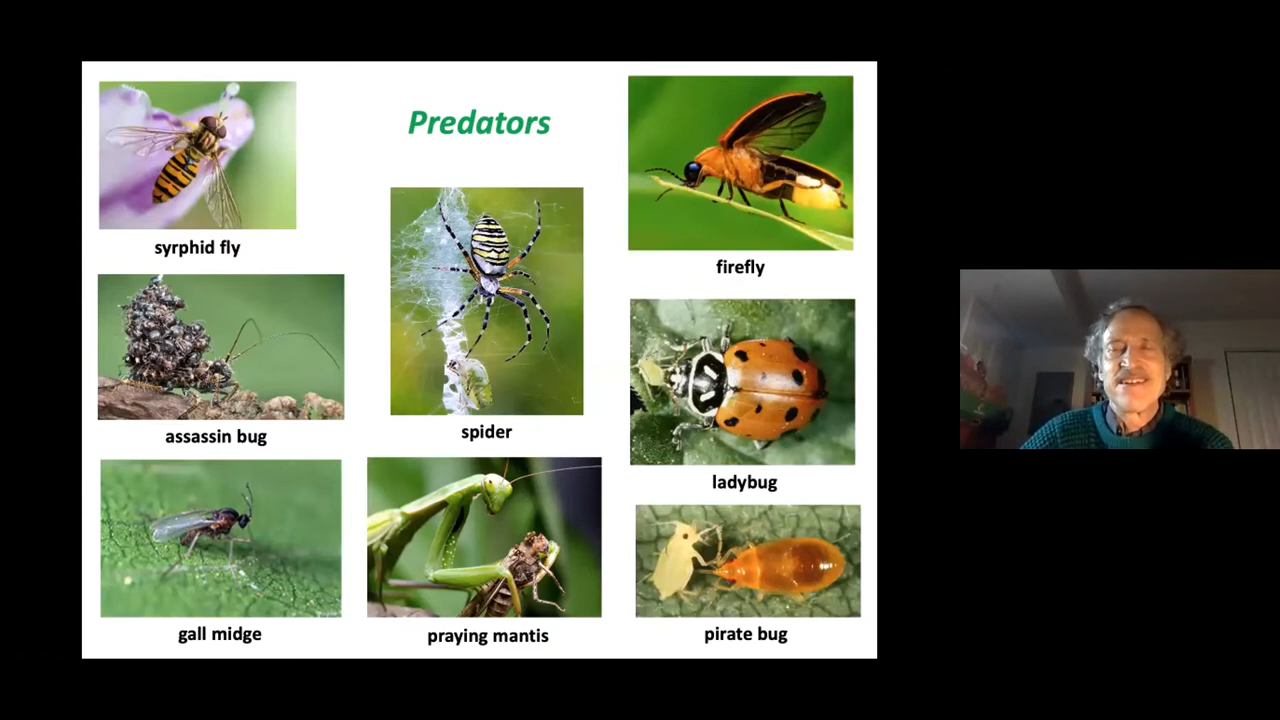 Predators
syrphid fly
firefly
assassin bug
spider
ladybug
gall midge
praying mantis
pirate bug